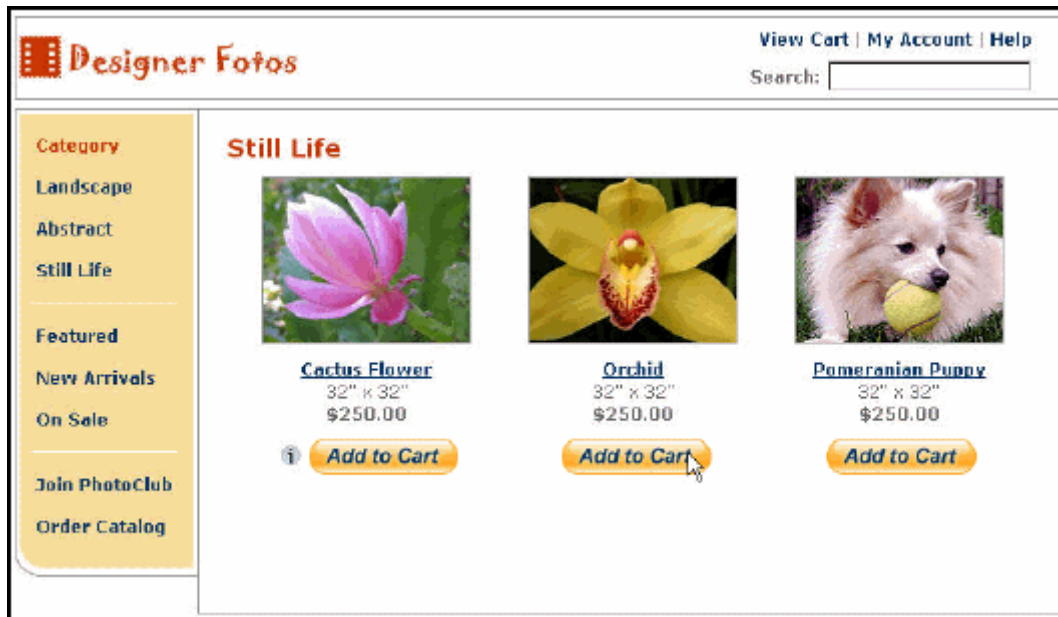 Designer Fotos
View Cart | My Account | Help
Search:
Category
Landscape
Abstract
Still Life
Featured
New Arrivals
On Sale
Join PhotoClub
Order Catalog
Still Life
Cactus Flower
32" x 32"
$250.00
i Add to Cart
Orchid
32" x 32"
$250.00
Add to Cart
Pomeranian Puppy
32" x 32"
$250.00
Add to Cart